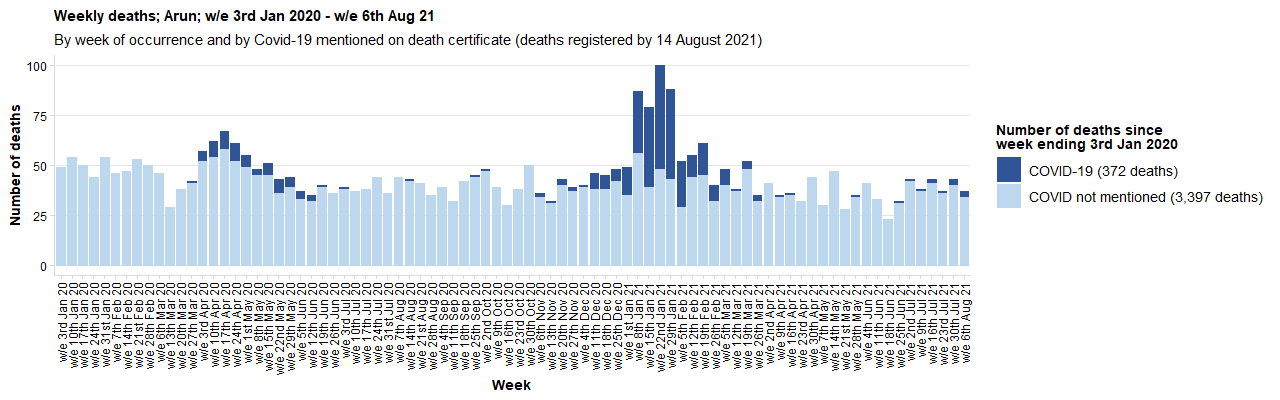 Weekly deaths; Arun; w/e 3rd Jan 2020 - w/e 6th Aug 21
By week of occurrence and by Covid-19 mentioned on death certificate (deaths registered by 14 August 2021)
Number of deaths
100
75
50
25
0
w/e 3rd Jan 20
w/e 10th Jan 20
w/e 17th Jan 20
w/e 24th Jan 20
w/e 31st Jan 20
w/e 7th Feb 20
w/e 14th Feb 20
w/e 21st Feb 20
w/e 28th Feb 20
w/e 6th Mar 20
w/e 13th Mar 20
w/e 20th Mar 20
w/e 27th Mar 20
w/e 3rd Apr 20
w/e 10th Apr 20
w/e 17th Apr 20
w/e 24th Apr 20
w/e 1st May 20
w/e 8th May 20
w/e 15th May 20
w/e 22nd May 20
w/e 29th May 20
w/e 5th Jun 20
w/e 12th Jun 20
w/e 19th Jun 20
w/e 26th Jun 20
w/e 3rd Jul 20
w/e 10th Jul 20
w/e 17th Jul 20
w/e 24th Jul 20
w/e 31st Jul 20
w/e 7th Aug 20
w/e 14th Aug 20
w/e 21st Aug 20
w/e 28th Aug 20
w/e 4th Sep 20
w/e 11th Sep 20
w/e 18th Sep 20
w/e 25th Sep 20
w/e 2nd Oct 20
w/e 9th Oct 20
w/e 16th Oct 20
w/e 23rd Oct 20
w/e 30th Oct 20
w/e 6th Nov 20
w/e 13th Nov 20
w/e 20th Nov 20
w/e 27th Nov 20
w/e 4th Dec 20
w/e 11th Dec 20
w/e 18th Dec 20
w/e 25th Dec 20
w/e 1st Jan 21
w/e 8th Jan 21
w/e 15th Jan 21
w/e 22nd Jan 21
w/e 29th Jan 21
w/e 5th Feb 21
w/e 12th Feb 21
w/e 19th Feb 21
w/e 26th Feb 21
w/e 5th Mar 21
w/e 12th Mar 21
w/e 19th Mar 21
w/e 26th Mar 21
w/e 2nd Apr 21
w/e 9th Apr 21
w/e 16th Apr 21
w/e 23rd Apr 21
w/e 30th Apr 21
w/e 7th May 21
w/e 14th May 21
w/e 21st May 21
w/e 28th May 21
w/e 4th Jun 21
w/e 11th Jun 21
w/e 18th Jun 21
w/e 25th Jun 21
w/e 2nd Jul 21
w/e 9th Jul 21
w/e 16th Jul 21
w/e 23rd Jul 21
w/e 30th Jul 21
w/e 6th Aug 21
Week
Number of deaths since
week ending 3rd Jan 2020
COVID-19 (372 deaths)
COVID not mentioned (3,397 deaths)